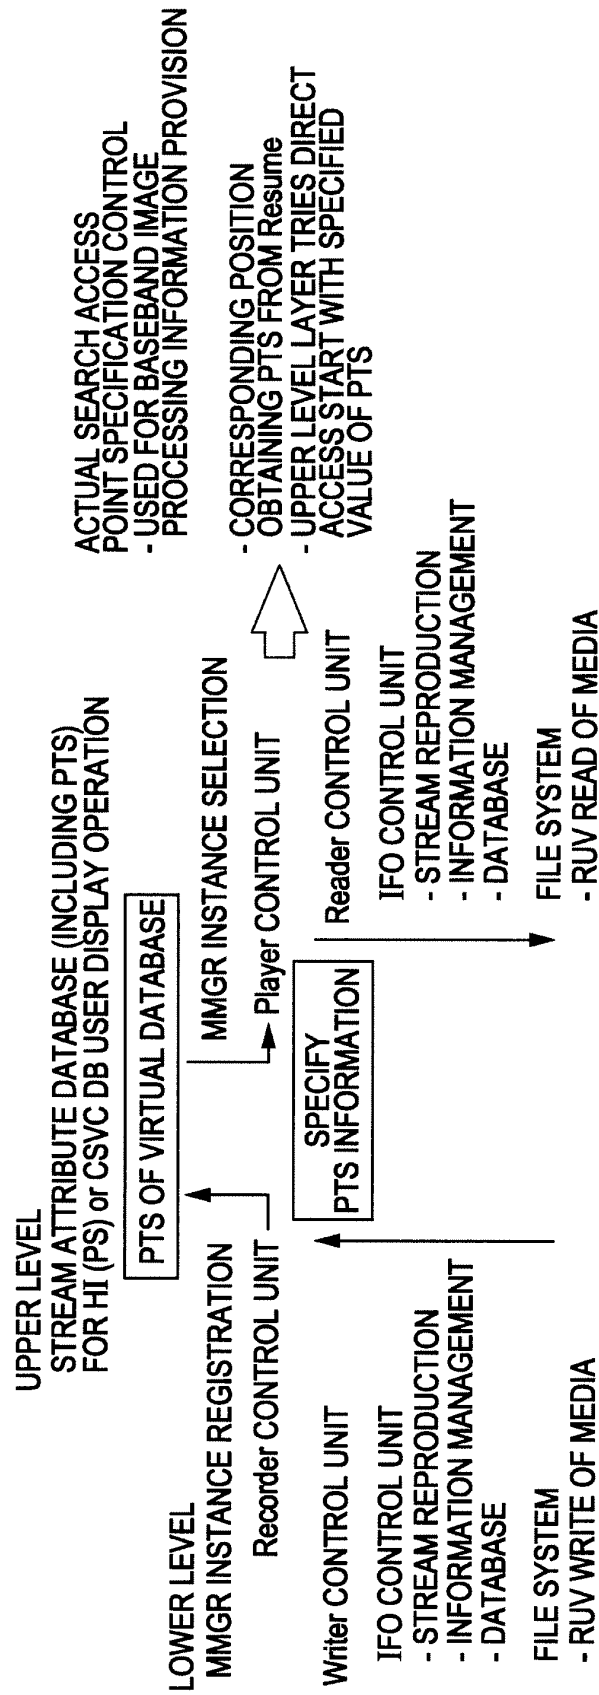 UPPER LEVEL
STREAM ATTRIBUTE DATABASE (INCLUDING PTS)
FOR HI (PS) or CSVC DB USER DISPLAY OPERATION
PTS OF VIRTUAL DATABASE
LOWER LEVEL
MMGR INSTANCE REGISTRATION
Recorder CONTROL UNIT
Writer CONTROL UNIT
IFO CONTROL UNIT
- STREAM REPRODUCTION
- INFORMATION MANAGEMENT
- DATABASE
FILE SYSTEM
- RUV WRITE OF MEDIA
SPECIFY
PTS INFORMATION
MMGR INSTANCE SELECTION
Player CONTROL UNIT
Reader CONTROL UNIT
IFO CONTROL UNIT
- STREAM REPRODUCTION
- INFORMATION MANAGEMENT
- DATABASE
FILE SYSTEM
- RUV READ OF MEDIA
ACTUAL SEARCH ACCESS
POINT SPECIFICATION CONTROL
- USED FOR BASEBAND IMAGE
PROCESSING INFORMATION PROVISION
- CORRESPONDING POSITION
OBTAINING PTS FROM Resume
- UPPER LEVEL LAYER TRIES DIRECT
ACCESS START WITH SPECIFIED
VALUE OF PTS